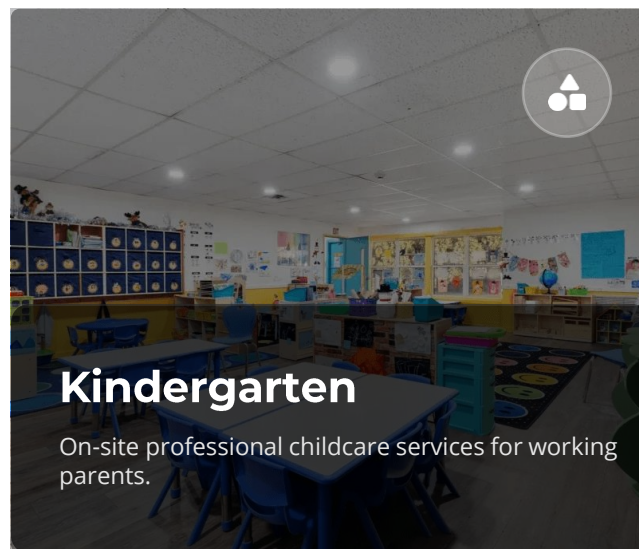 Kindergarten
On-site professional childcare services for working
parents.